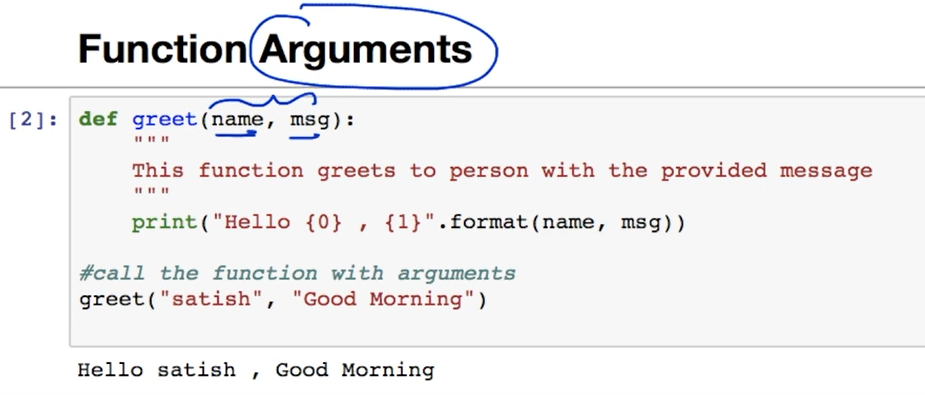 Function Arguments
[2]: def greet(name, msg):
"""
This function greets to person with the provided message
"""
print("Hello {0} , {1}".format(name, msg))
#call the function with arguments
greet("satish", "Good Morning")
Hello satish , Good Morning